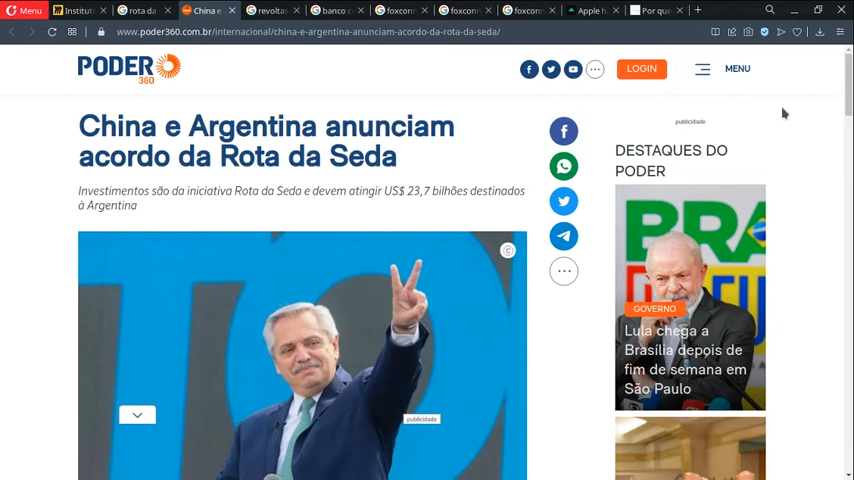 Menu
Institut
rota da
China e
revoltas
banco c
foxconn
foxconn
foxconn
Apple h
Por que
www.poder360.com.br/internacional/china-e-argentina-anunciam-acordo-da-rota-da-seda/
PODER
360
LOGIN
MENU
China e Argentina anunciam
acordo da Rota da Seda
Investimentos são da iniciativa Rota da Seda e devem atingir US$ 23,7 bilhões destinados
à Argentina
publicidade
publicidade
DESTAQUES DO
PODER
BRA
GOVERNO
Lula chega a
Brasília depois de
fim de semana em
São Paulo